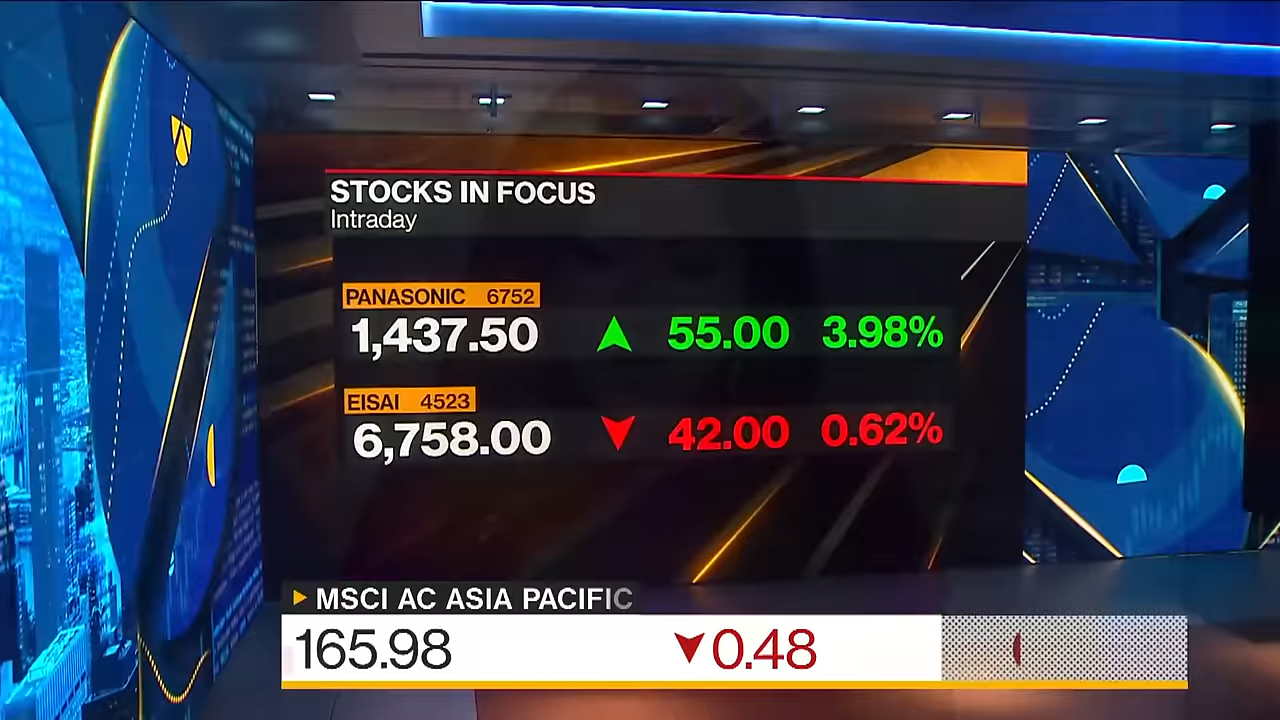 STOCKS IN FOCUS
Intraday
PANASONIC 6752
1,437.50 ▲ 55.00 3.98%
EISAI 4523
6,758.00 ▼ 42.00 0.62%
MSCI AC ASIA PACIFIC
165.98 ▼0.48